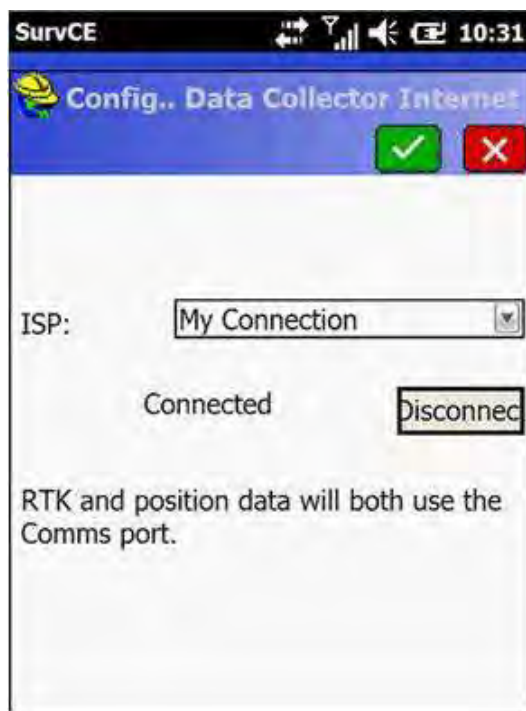 SurvCE 10:31
Config.. Data Collector Internet
ISP: My Connection
Connected Disconnec
RTK and position data will both use the
Comms port.